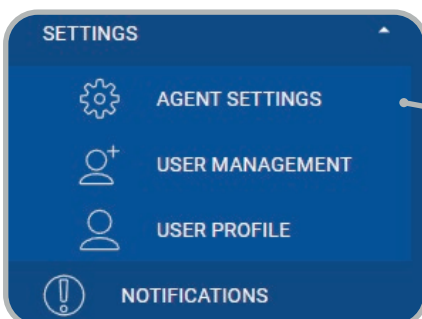 SETTINGS
AGENT SETTINGS
USER MANAGEMENT
USER PROFILE
NOTIFICATIONS